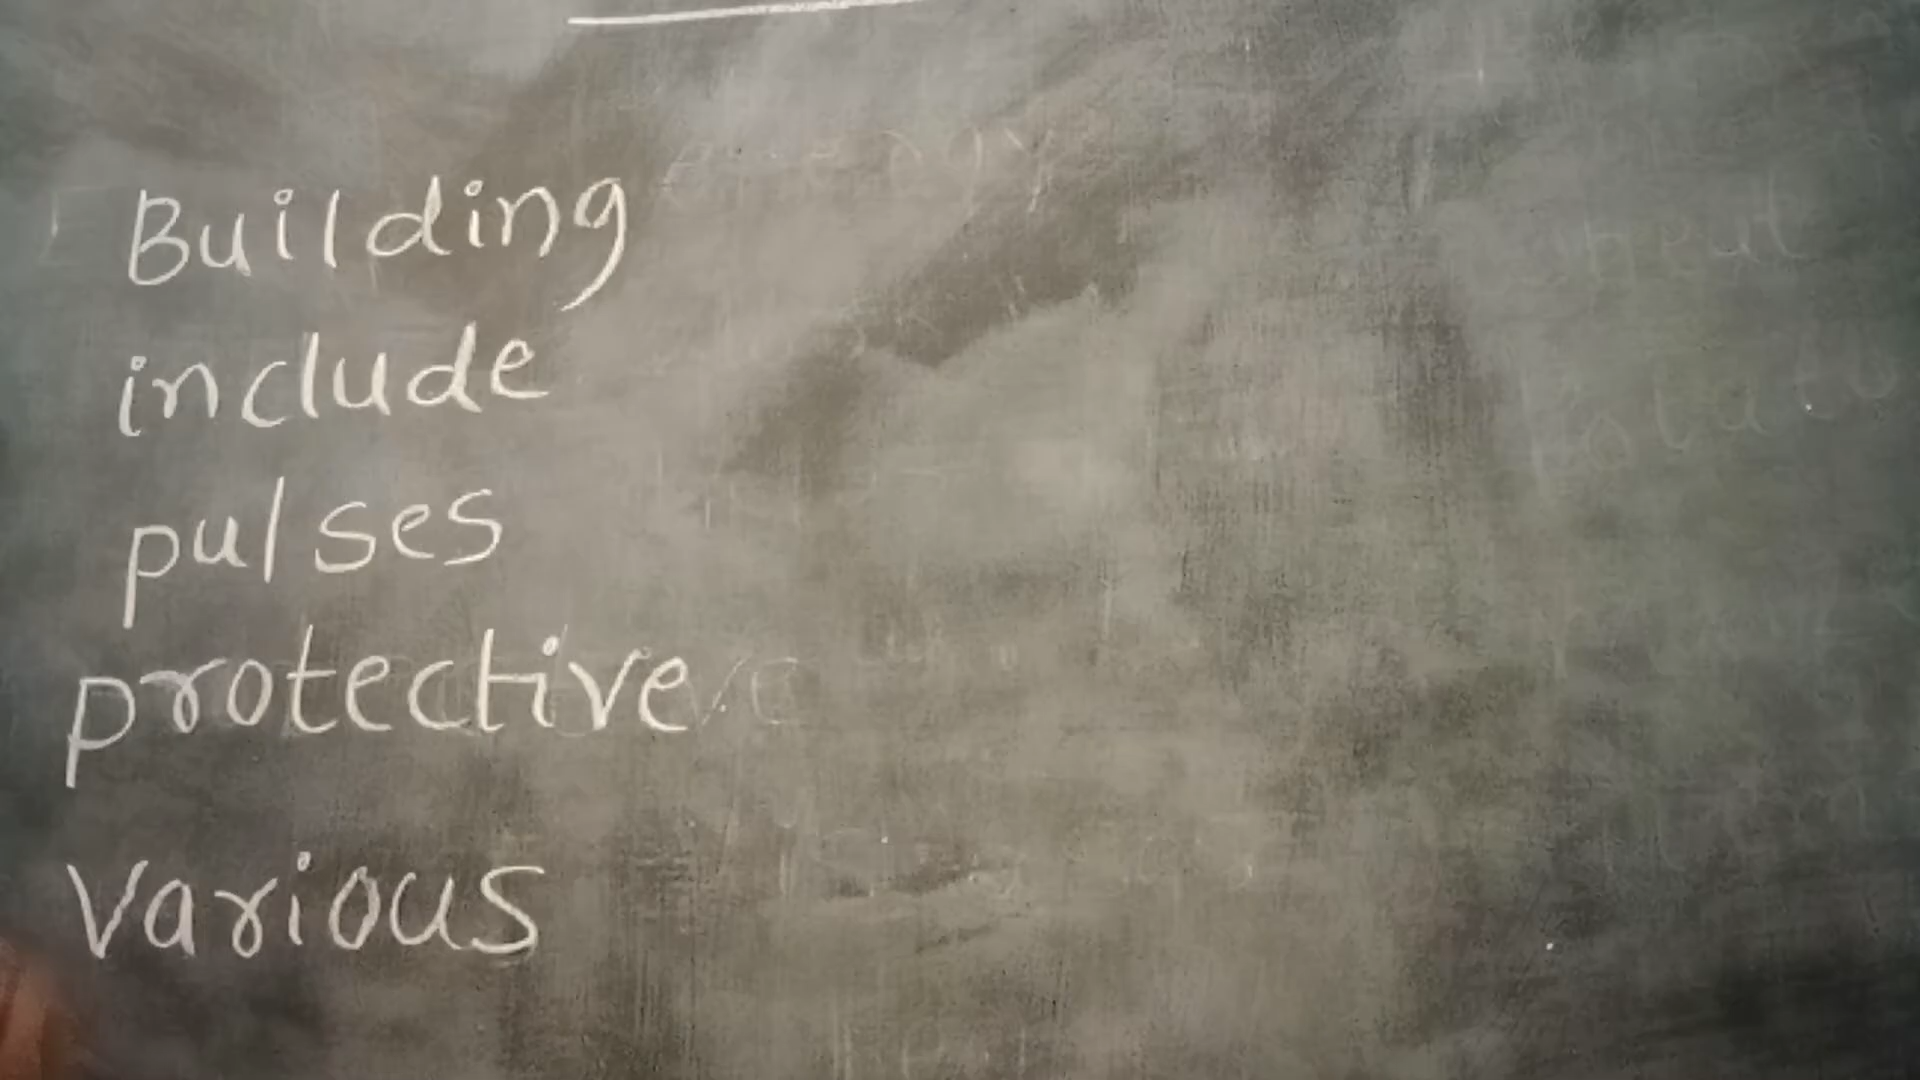 Building
include
pulses
protective
Various